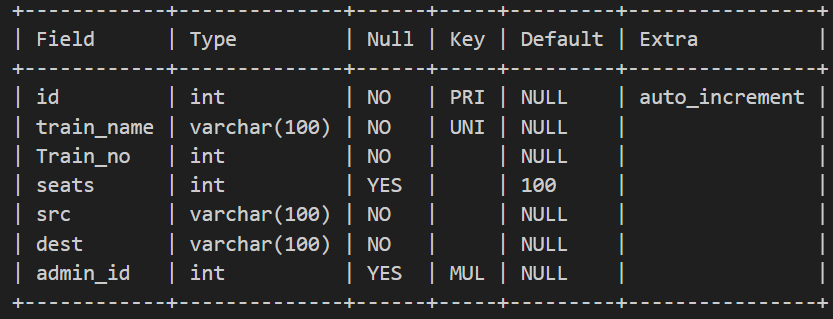 +------------+--------------+------+-----+---------+----------------+
| Field      | Type         | Null | Key | Default | Extra          |
+------------+--------------+------+-----+---------+----------------+
| id         | int          | NO   | PRI | NULL    | auto_increment |
| train_name | varchar(100) | NO   | UNI | NULL    |                |
| Train_no   | int          | NO   |     | NULL    |                |
| seats      | int          | YES  |     | 100     |                |
| src        | varchar(100) | NO   |     | NULL    |                |
| dest       | varchar(100) | NO   |     | NULL    |                |
| admin_id   | int          | YES  | MUL | NULL    |                |
+------------+--------------+------+-----+---------+----------------+